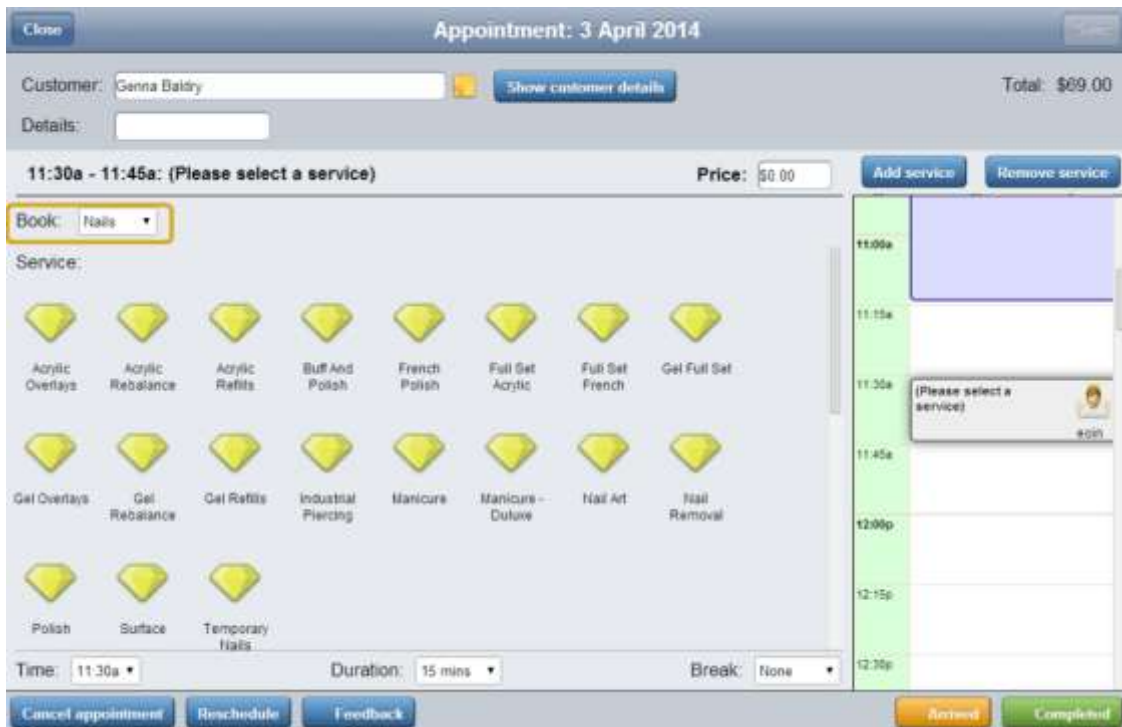 Close
Appointment: 3 April 2014
Customer: Genna Baldry
Show customer details
Total: $69.00
Details:
11:30a - 11:45a: (Please select a service)
Price: $0.00
Add service
Remove service
Book: Nails
Service:
Acrylic Overlays
Acrylic Rebalance
Acrylic Refills
Buff And Polish
French Polish
Full Set Acrylic
Full Set French
Gel Full Set
Gel Overlays
Gel Rebalance
Gel Refills
Industrial Piercing
Manicure
Manicure - Duluxe
Nail Art
Nail Removal
Polish
Surface
Temporary Nails
11:00a
11:15a
11:30a
(Please select a
service)
eoin
11:45a
12:00p
12:15p
12:30p
Time: 11:30a
Duration: 15 mins
Break: None
Cancel appointment
Reschedule
Feedback
Arrived
Completed